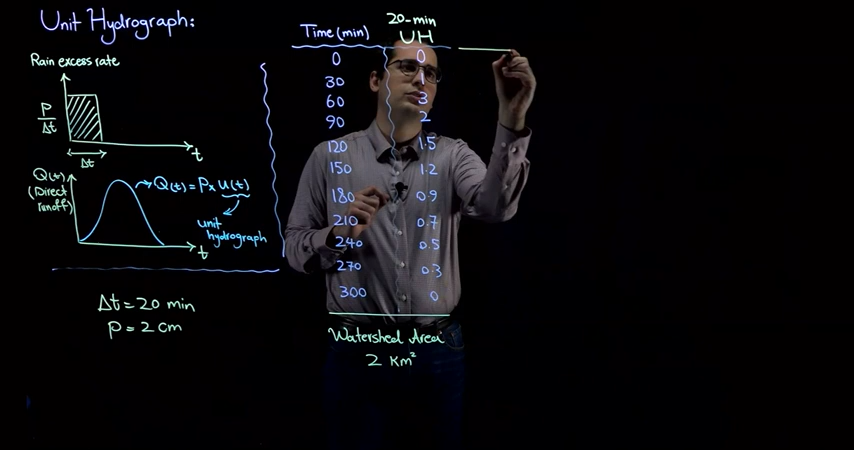 Unit Hydrograph:
Rain excess rate
P
Δt
t
Δt
Q(t)
(Direct
runoff)
Q(t) = P x u(t)
unit
hydrograph
t
Δt = 20 min
P = 2 cm
20-min
Time (min) UH
0 0
30 1
60 3
90 2
120 1.5
150 1.2
180 0.9
210 0.7
240 0.5
270 0.3
300 0
Watershed Area
2 Km²